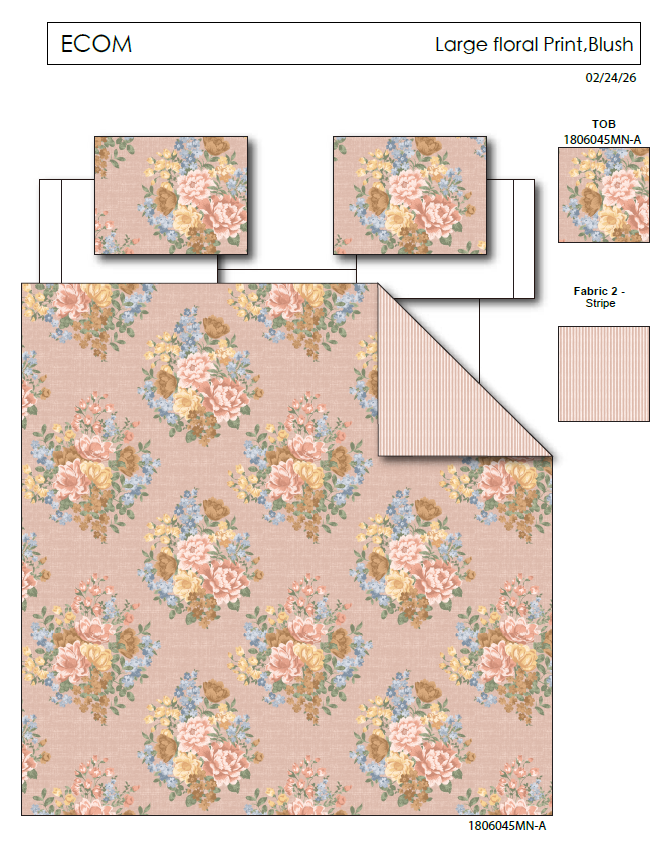 ECOM
Large floral Print,Blush
02/24/26
TOB
1806045MN-A
Fabric 2 -
Stripe
1806045MN-A